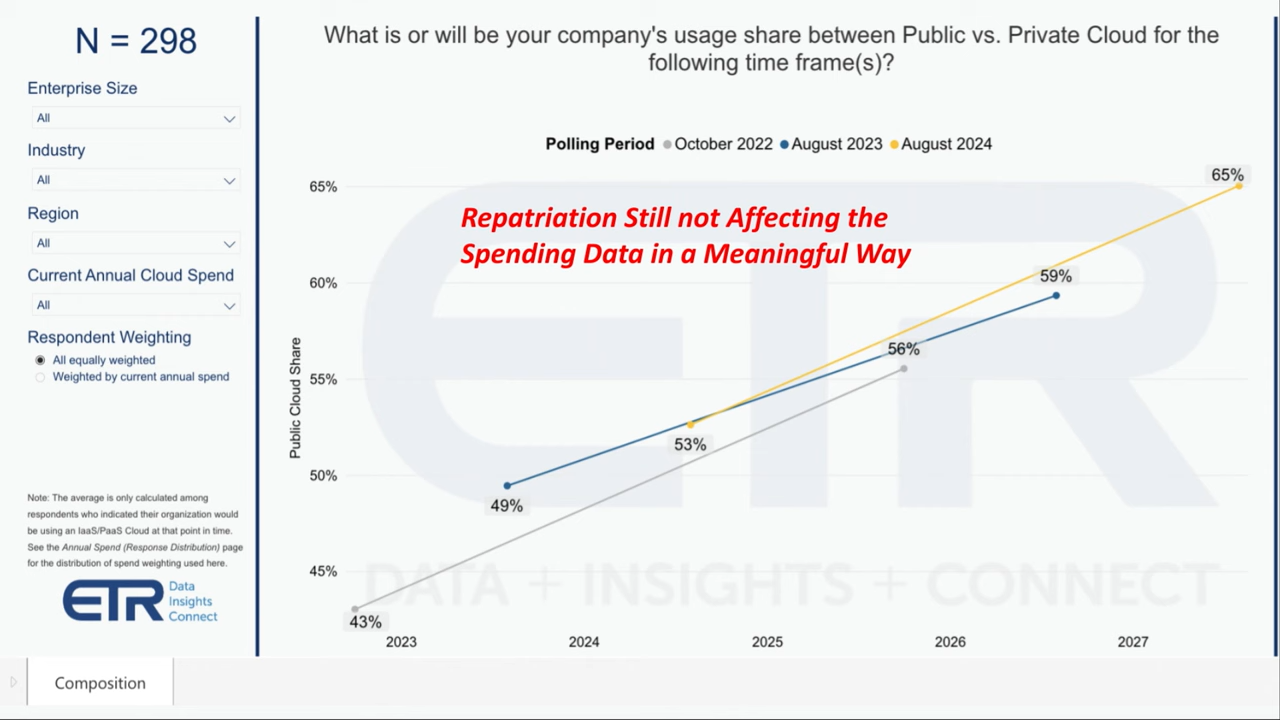 N = 298
Enterprise Size
All
Industry
All
Region
All
Current Annual Cloud Spend
All
Respondent Weighting
All equally weighted
Weighted by current annual spend
Note: The average is only calculated among
respondents who indicated their organization would
be using an IaaS/PaaS Cloud at that point in time.
See the Annual Spend (Response Distribution) page
for the distribution of spend weighting used here.
ETR Data
Insights
Connect
What is or will be your company's usage share between Public vs. Private Cloud for the
following time frame(s)?
Polling Period October 2022 August 2023 August 2024
Repatriation Still not Affecting the
Spending Data in a Meaningful Way
Public Cloud Share
65%
60%
55%
50%
45%
65%
59%
56%
53%
49%
43%
2023 2024 2025 2026 2027
ETR
DATA + INSIGHTS + CONNECT
Composition